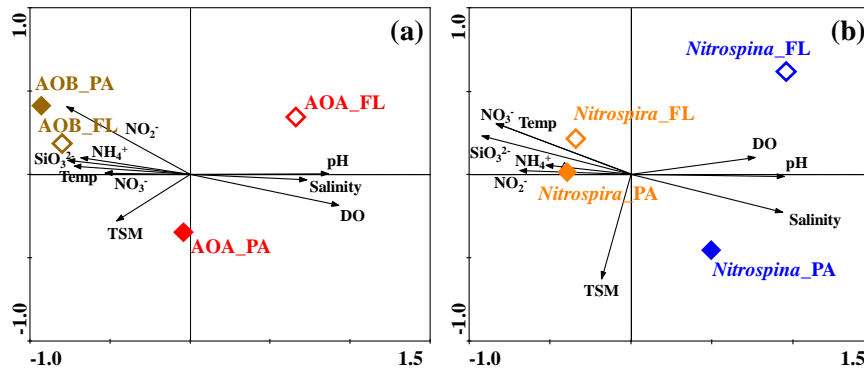 1.0
(a)
AOB_PA
NO₂⁻
AOB_FL
AOA_FL
SiO₃²⁻
NH₄⁺
Temp
NO₃⁻
pH
Salinity
DO
TSM
AOA_PA
-1.0
-1.0
1.5
1.0
(b)
Nitrospina_FL
NO₃⁻
Temp
Nitrospira_FL
SiO₃²⁻
DO
NH₄⁺
pH
NO₂⁻
Nitrospira_PA
Salinity
Nitrospina_PA
TSM
-1.0
-1.0
1.5